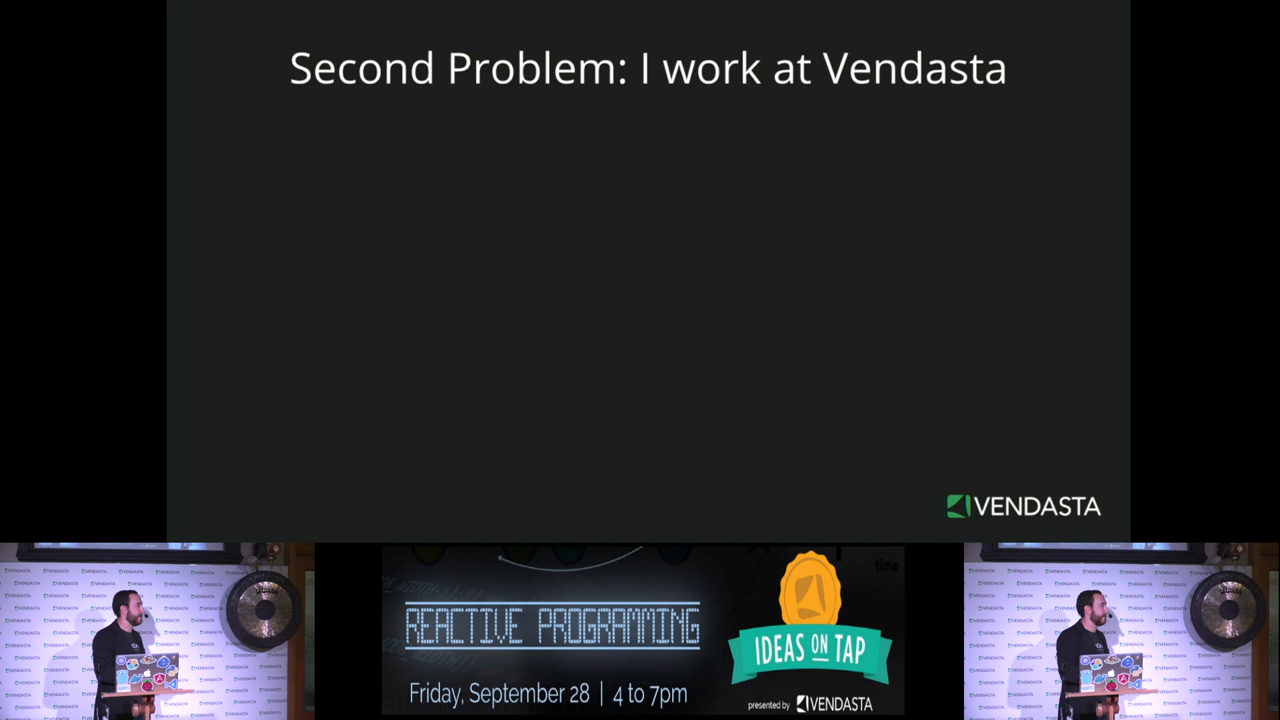 Second Problem: I work at Vendasta
VENDASTA
time
REACTIVE PROGRAMMING
IDEAS ON TAP
Friday, September 28 | 4 to 7pm
presented by VENDASTA